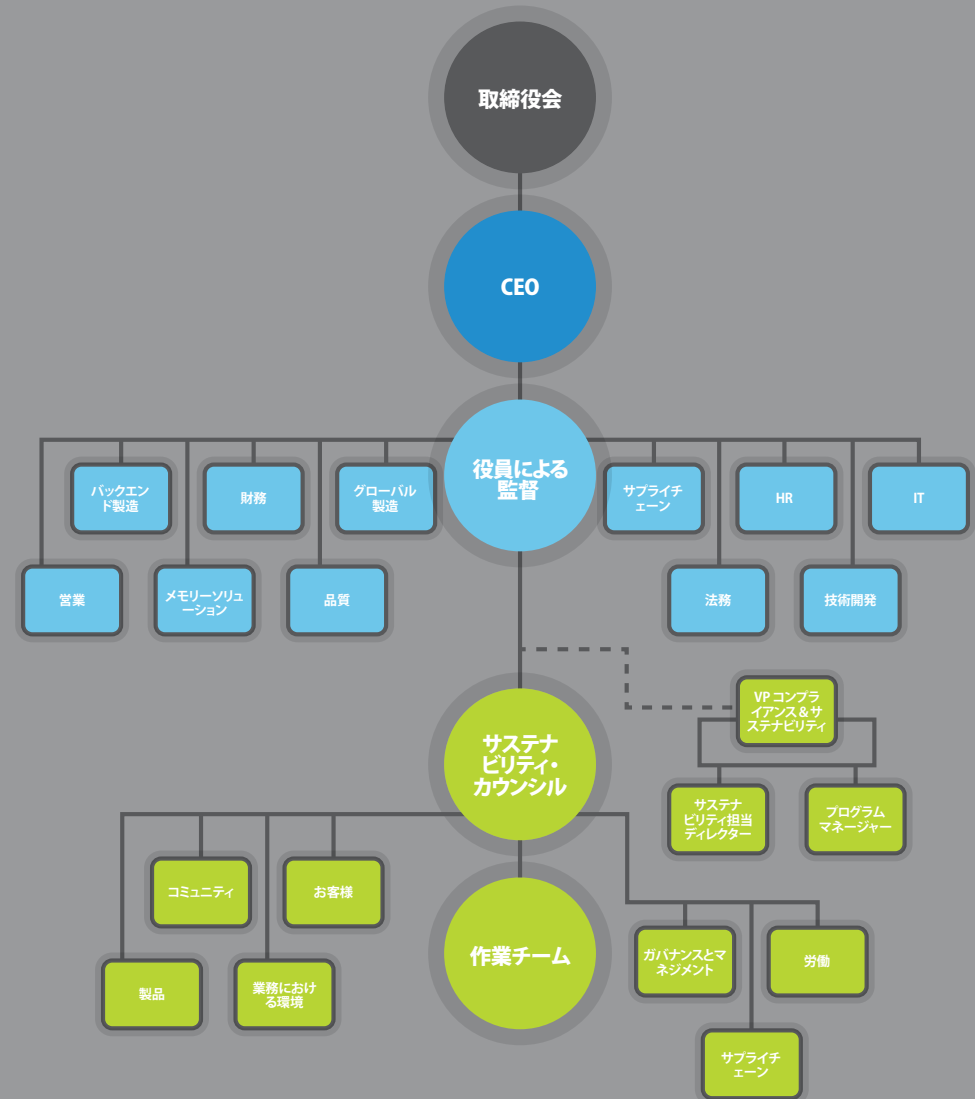 取締役会
CEO
役員による
監督
バックエン
ド製造
財務
グローバル
製造
サプライチ
ェーン
HR
IT
営業
メモリーソリュ
ーション
品質
法務
技術開発
VP コンプラ
イアンス＆サ
ステナビリティ
サステナ
ビリティ・
カウンシル
サステナ
ビリティ担当
ディレクター
プログラム
マネージャー
コミュニティ
お客様
作業チーム
ガバナンスとマ
ネジメント
労働
製品
業務におけ
る環境
サプライチ
ェーン